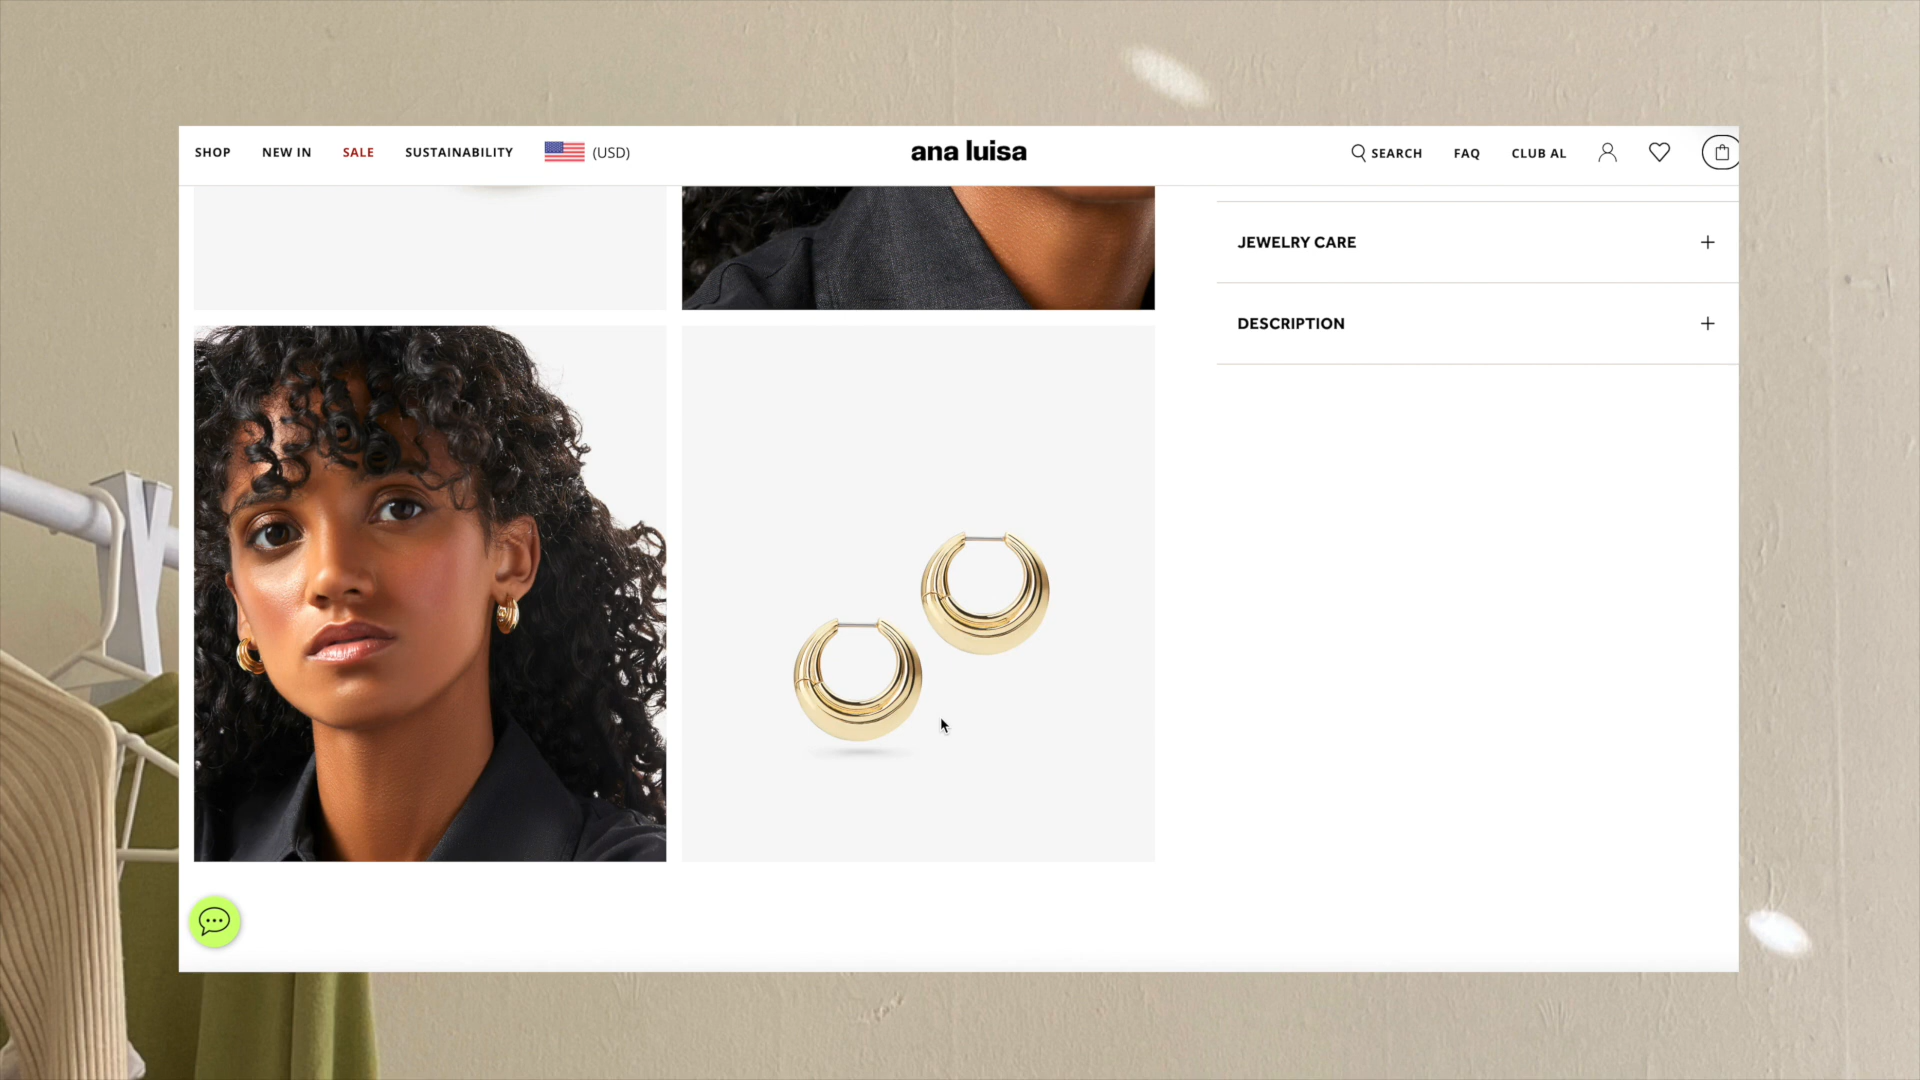 SHOP NEW IN SALE SUSTAINABILITY (USD) ana luisa SEARCH FAQ CLUB AL
JEWELRY CARE
DESCRIPTION